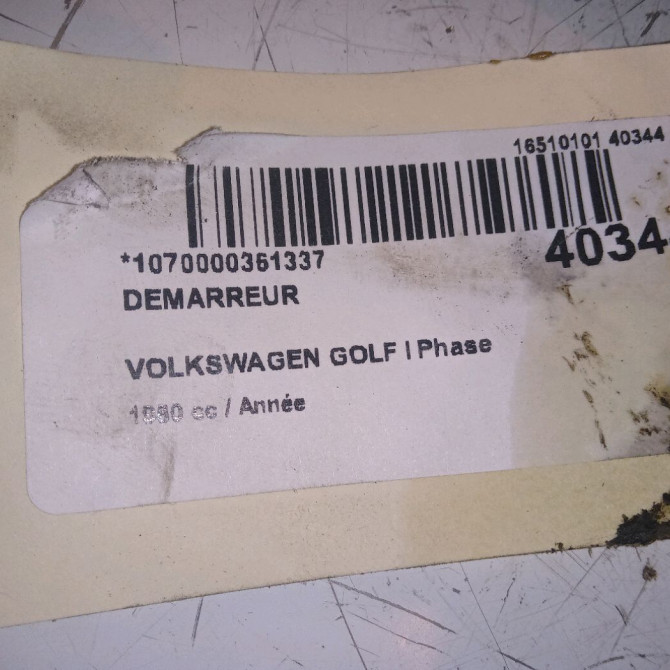 16510101 40344
4034
*1070000361337
DEMARREUR
VOLKSWAGEN GOLF I Phase
cc / Année